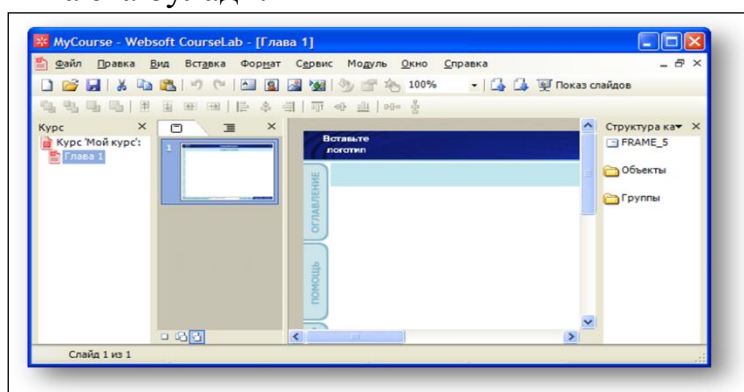 MyCourse - Websoft CourseLab - [Глава 1]
Файл Правка Вид Вставка Формат Сервис Модуль Окно Справка
100% Показ слайдов
Курс
Курс 'Мой курс':
Глава 1
1
Вставьте
логотип
ОГЛАВЛЕНИЕ
ПОМОЩЬ
Структура ка
FRAME_5
Объекты
Группы
Слайд 1 из 1